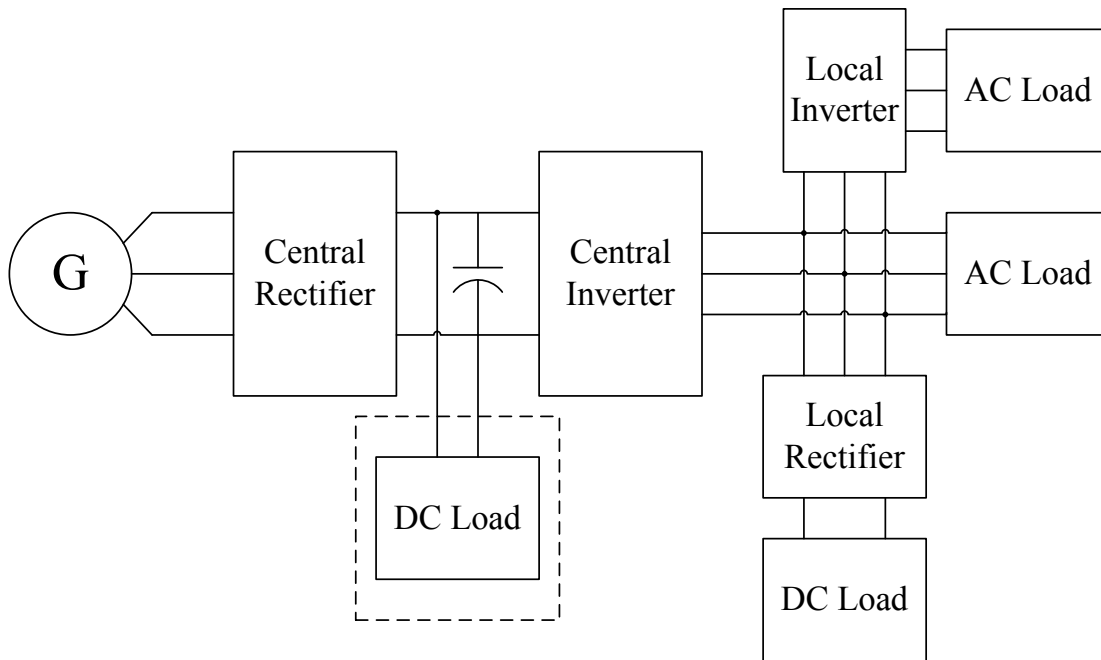 G
Central
Rectifier
DC Load
Central
Inverter
Local
Inverter
AC Load
AC Load
Local
Rectifier
DC Load